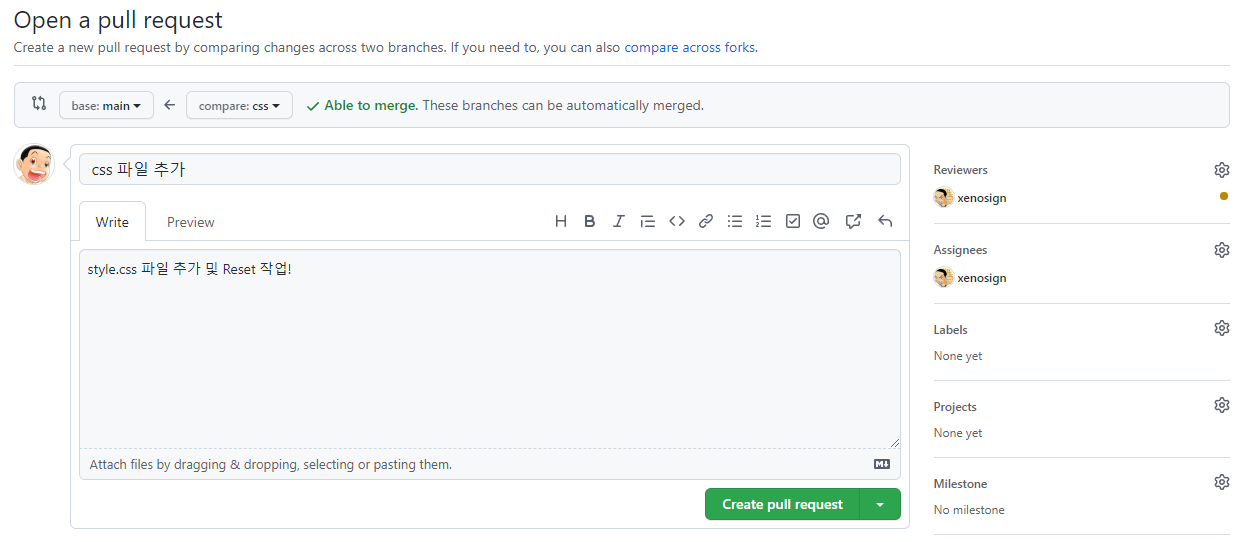 Open a pull request
Create a new pull request by comparing changes across two branches. If you need to, you can also compare across forks.
base: main
compare: css
Able to merge. These branches can be automatically merged.
css 파일 추가
Write
Preview
style.css 파일 추가 및 Reset 작업!
Attach files by dragging & dropping, selecting or pasting them.
Create pull request
Reviewers
xenosign
Assignees
xenosign
Labels
None yet
Projects
None yet
Milestone
No milestone